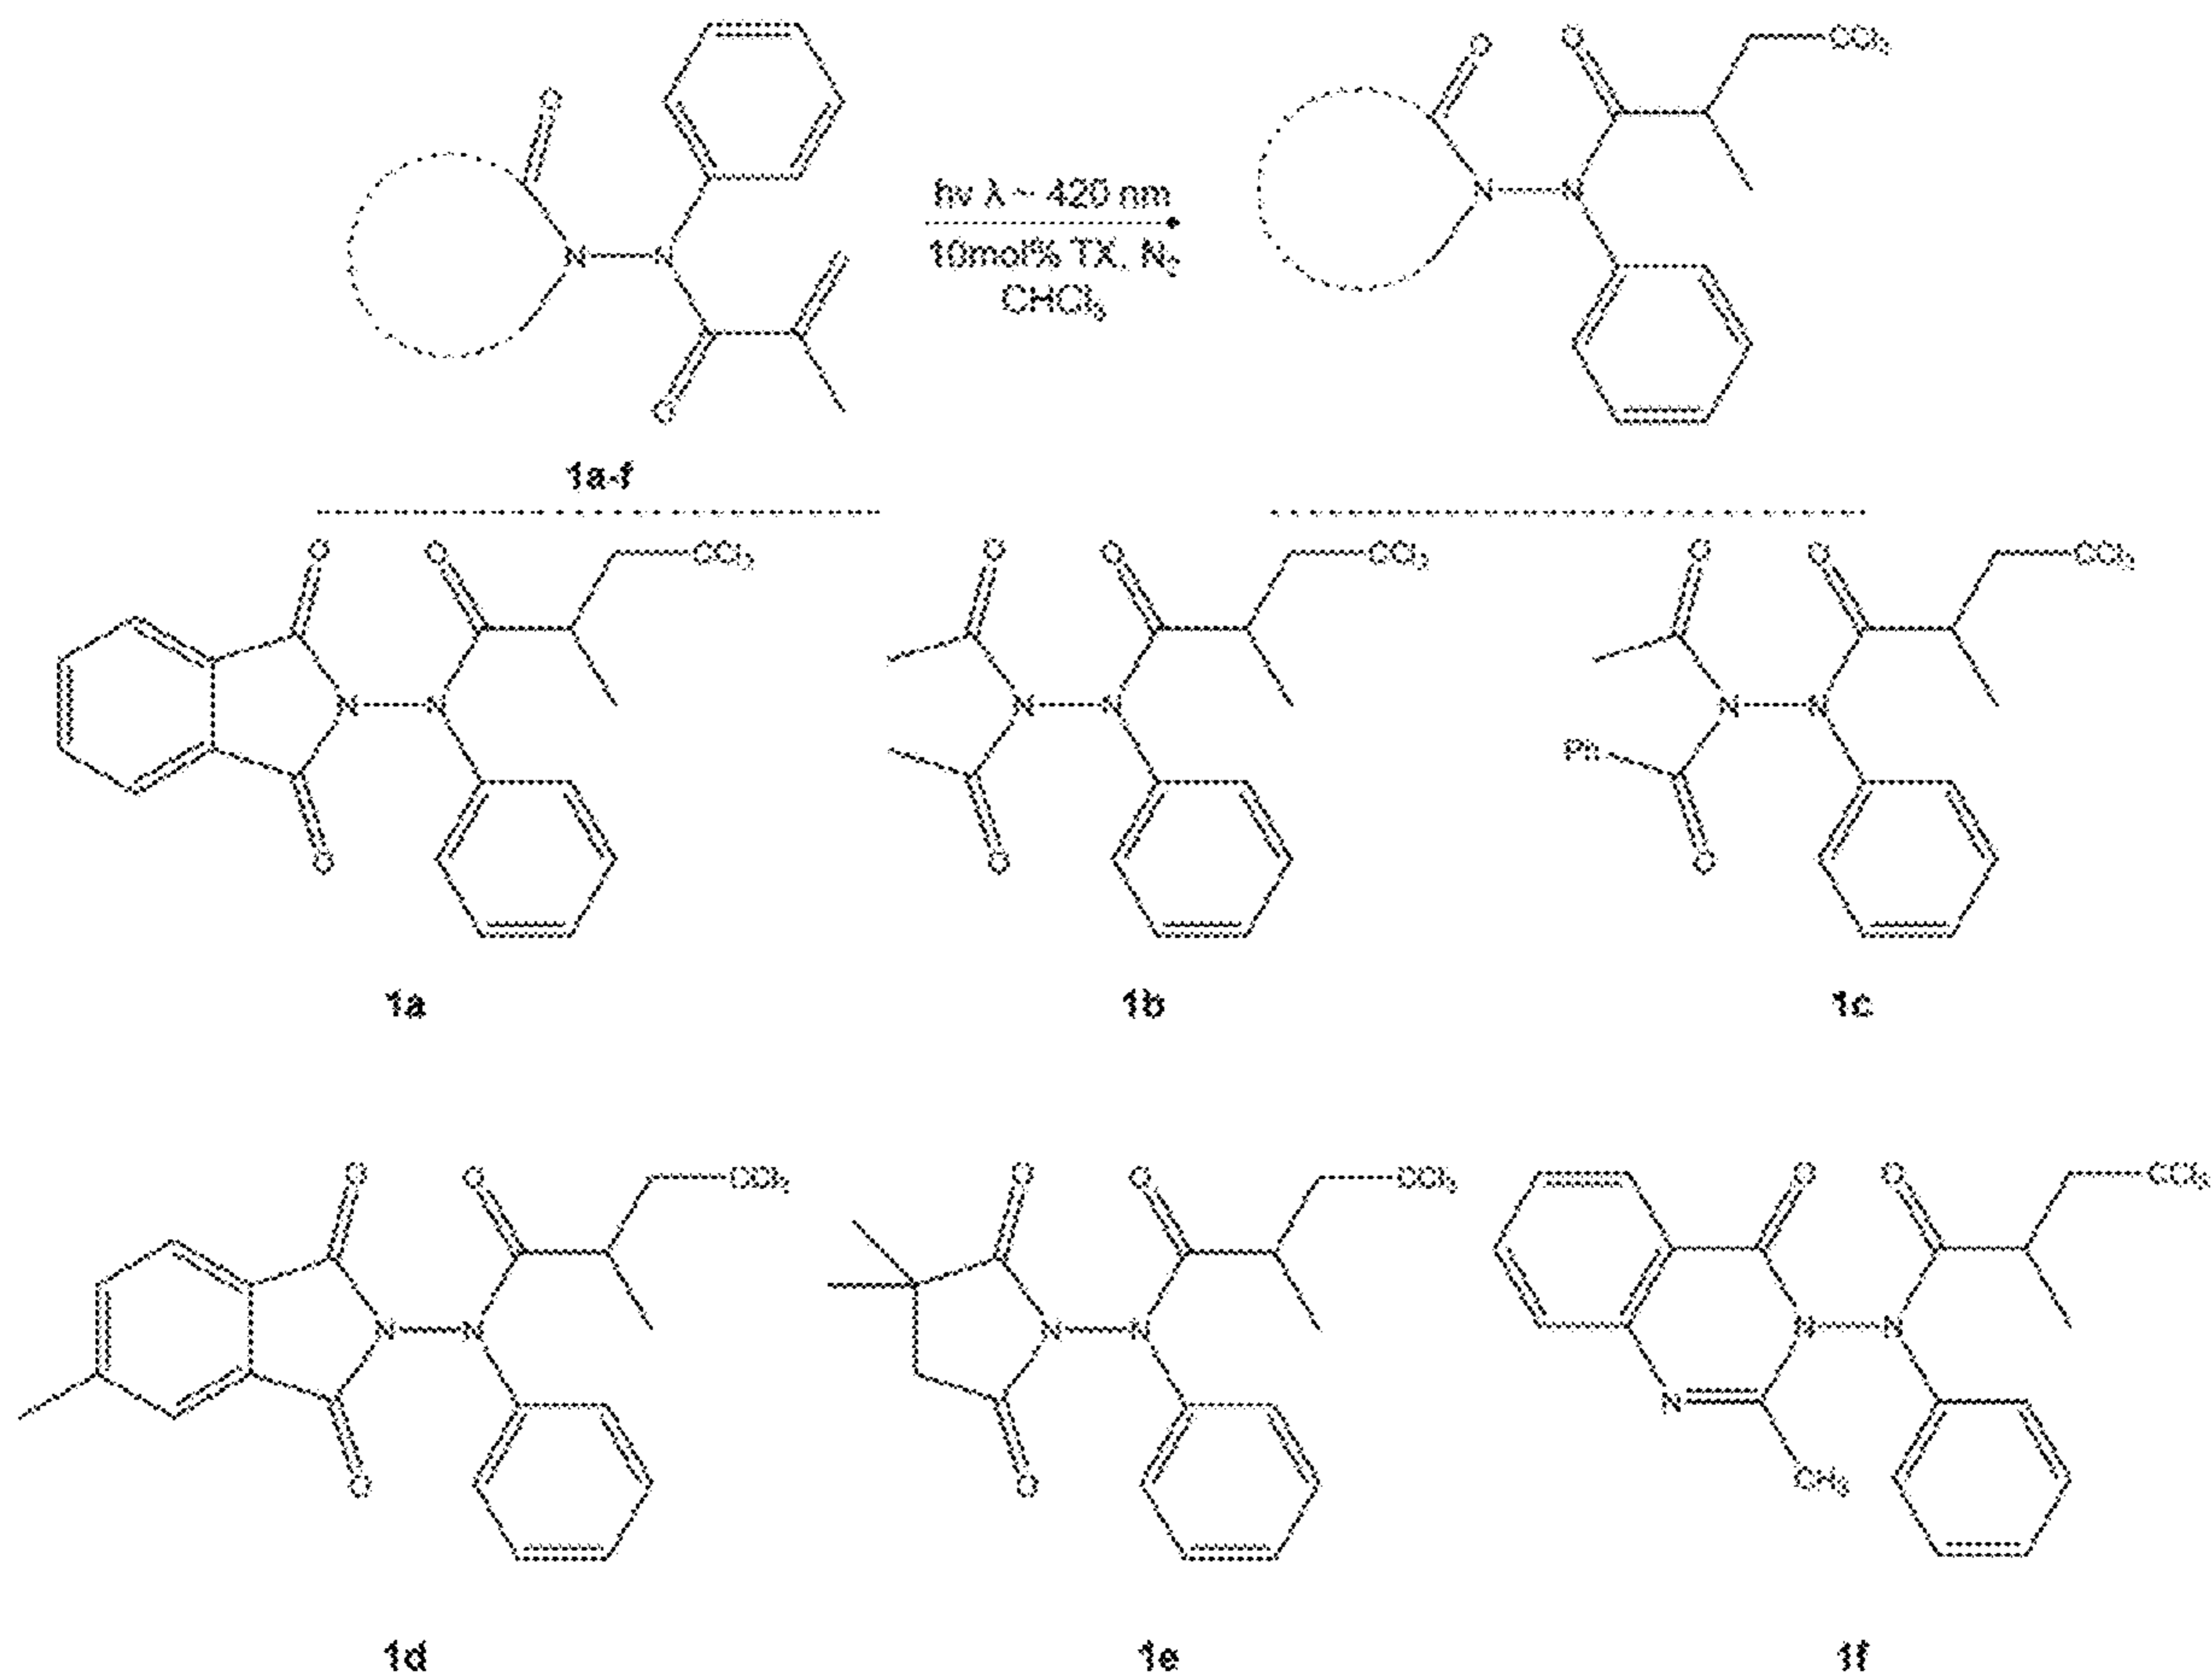 O
O
O
CCl3
N
N
N
N
O
hν λ ~ 420 nm
10mol% TX, N2
CHCl3
1a-f
O
O
CCl3
O
O
CCl3
O
O
CCl3
N
N
N
N
N
N
Ph
O
O
O
1a
1b
1c
O
O
CCl3
O
O
CCl3
O
O
CCl3
N
N
N
N
N
N
N
O
O
CH3
1d
1e
1f